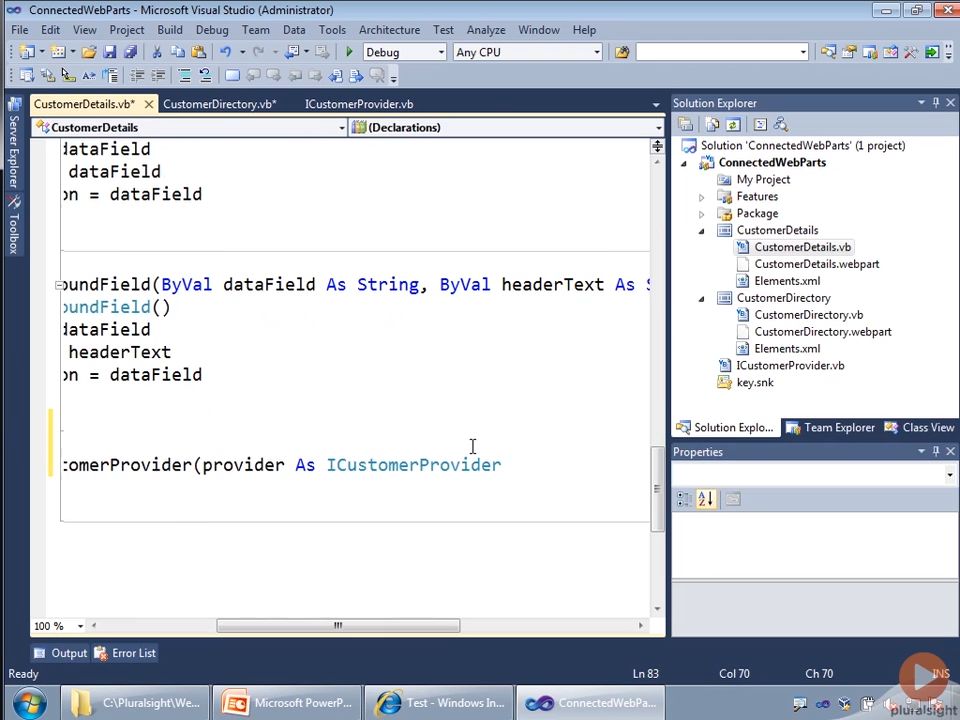 ConnectedWebParts - Microsoft Visual Studio (Administrator)
File Edit View Project Build Debug Team Data Tools Architecture Test Analyze Window Help
Debug Any CPU
CustomerDetails.vb* CustomerDirectory.vb* ICustomerProvider.vb
CustomerDetails (Declarations)
Server Explorer
Toolbox
dataField
dataField
on = dataField
oundField(ByVal dataField As String, ByVal headerText As S
oundField()
dataField
headerText
on = dataField
tomerProvider(provider As ICustomerProvider
100 %
Output Error List
Ready Ln 83 Col 70 Ch 70 INS
Solution Explorer
Solution 'ConnectedWebParts' (1 project)
ConnectedWebParts
My Project
Features
Package
CustomerDetails
CustomerDetails.vb
CustomerDetails.webpart
Elements.xml
CustomerDirectory
CustomerDirectory.vb
CustomerDirectory.webpart
Elements.xml
ICustomerProvider.vb
key.snk
Solution Explo... Team Explorer Class View
Properties
C:\Pluralsight\We... Microsoft PowerP... Test - Windows In... ConnectedWebPa...
pluralsight